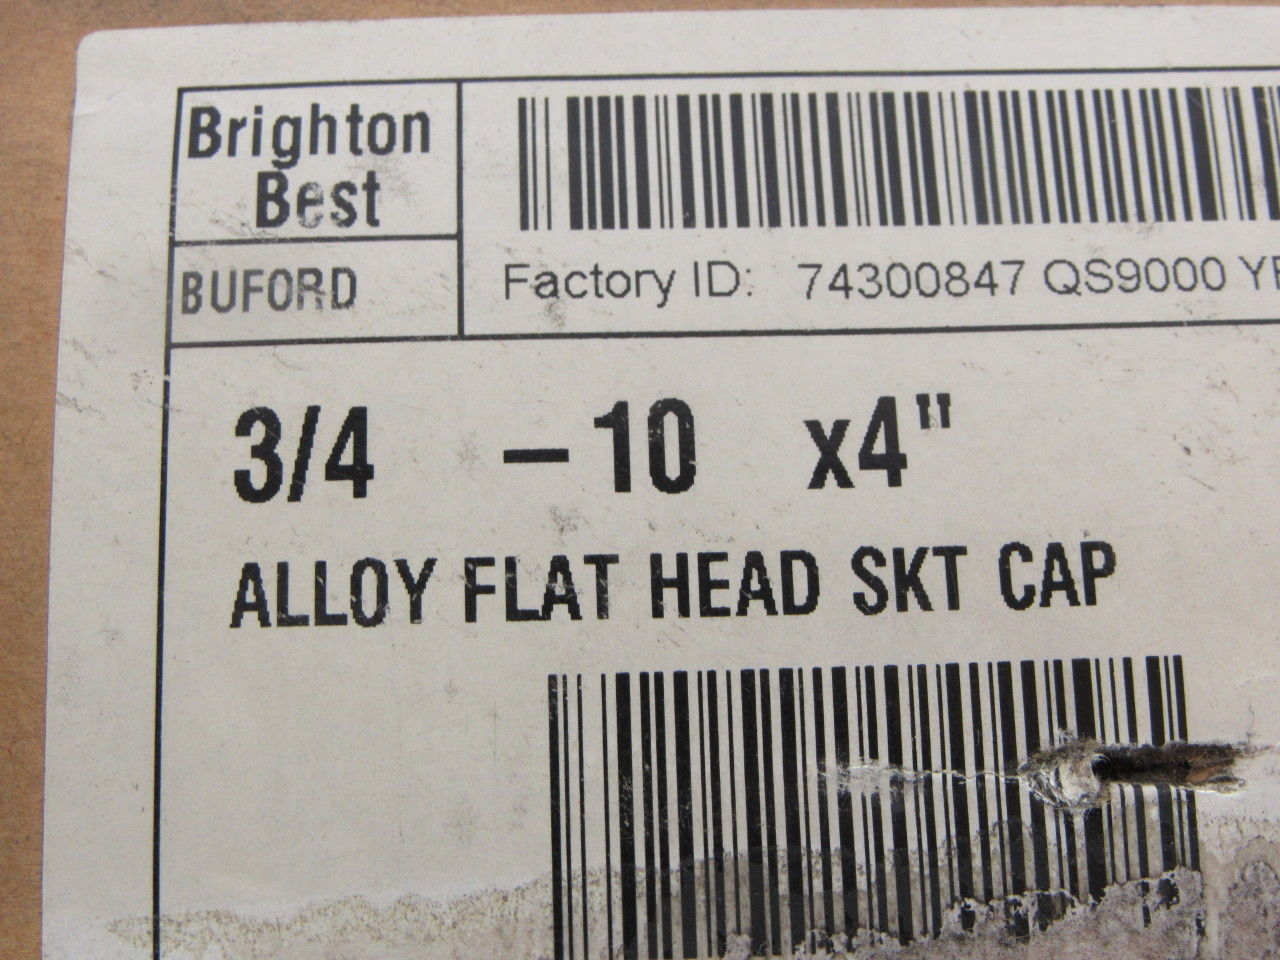 Brighton
Best
BUFORD
Factory ID: 74300847 QS9000
3/4 -10 x4"
ALLOY FLAT HEAD SKT CAP